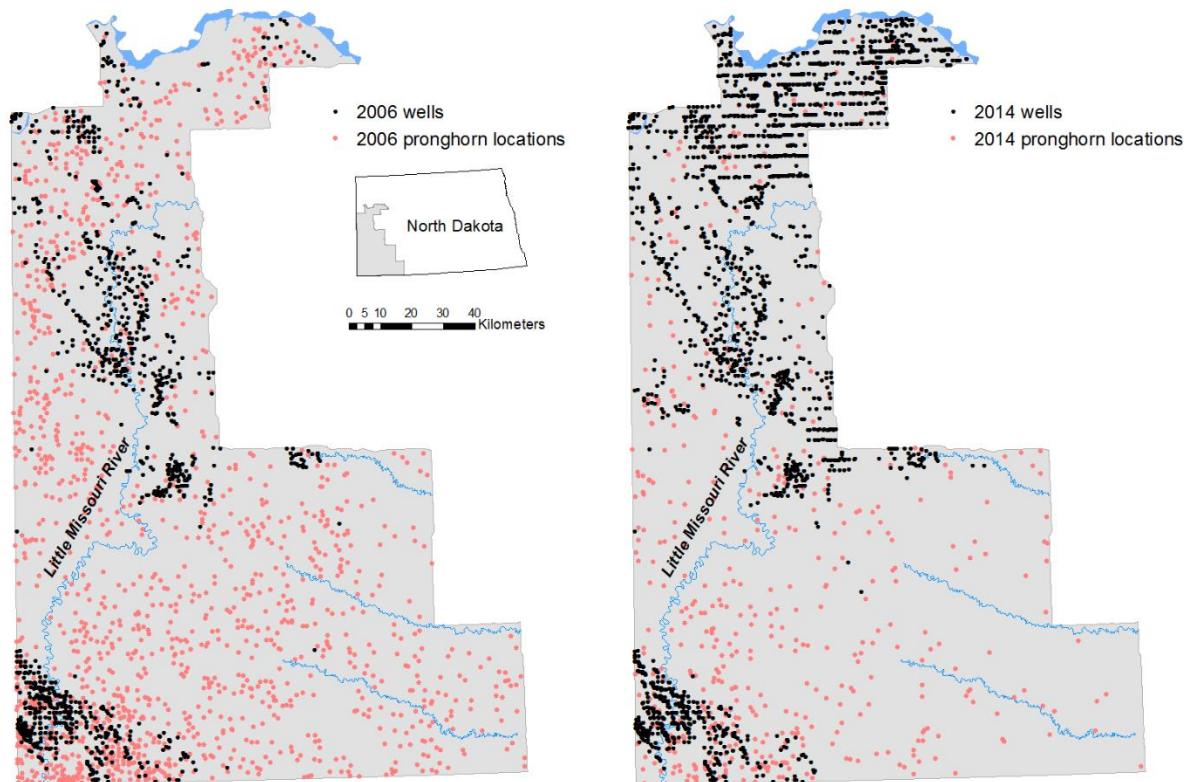 2006 wells
2006 pronghorn locations
North Dakota
0 5 10 20 30 40
Kilometers
Little Missouri River
2014 wells
2014 pronghorn locations
Little Missouri River